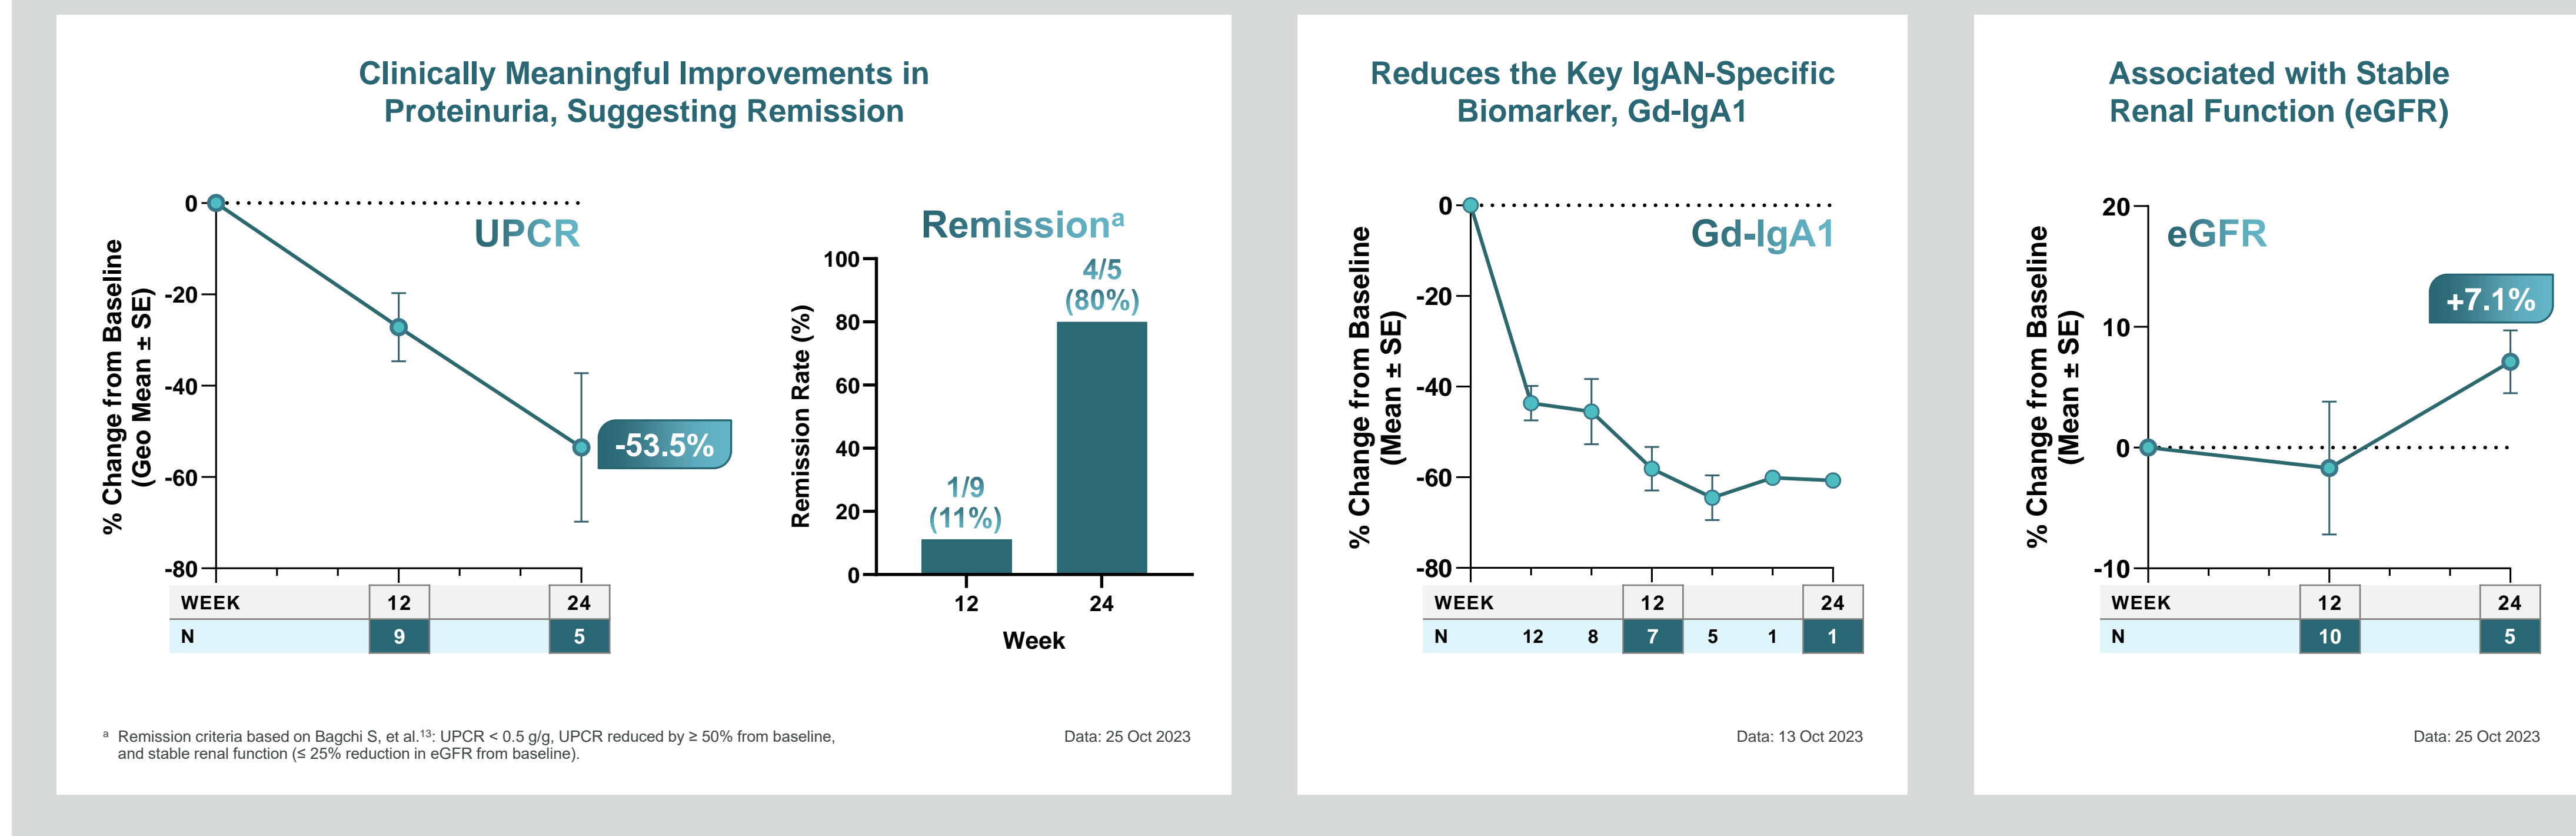 Clinically Meaningful Improvements in
Proteinuria, Suggesting Remission
% Change from Baseline
(Geo Mean ± SE)
0
-20
-40
-60
-80
UPCR
-53.5%
WEEK 12 24
N 9 5
Remissionᵃ
Remission Rate (%)
100
80
60
40
20
0
1/9
(11%)
4/5
(80%)
12 24
Week
ᵃ Remission criteria based on Bagchi S, et al.¹³: UPCR < 0.5 g/g, UPCR reduced by ≥ 50% from baseline,
and stable renal function (≤ 25% reduction in eGFR from baseline).
Data: 25 Oct 2023
Reduces the Key IgAN-Specific
Biomarker, Gd-IgA1
% Change from Baseline
(Mean ± SE)
0
-20
-40
-60
-80
Gd-IgA1
WEEK 12 24
N 12 8 7 5 1 1
Data: 13 Oct 2023
Associated with Stable
Renal Function (eGFR)
% Change from Baseline
(Mean ± SE)
20
10
0
-10
eGFR
+7.1%
WEEK 12 24
N 10 5
Data: 25 Oct 2023